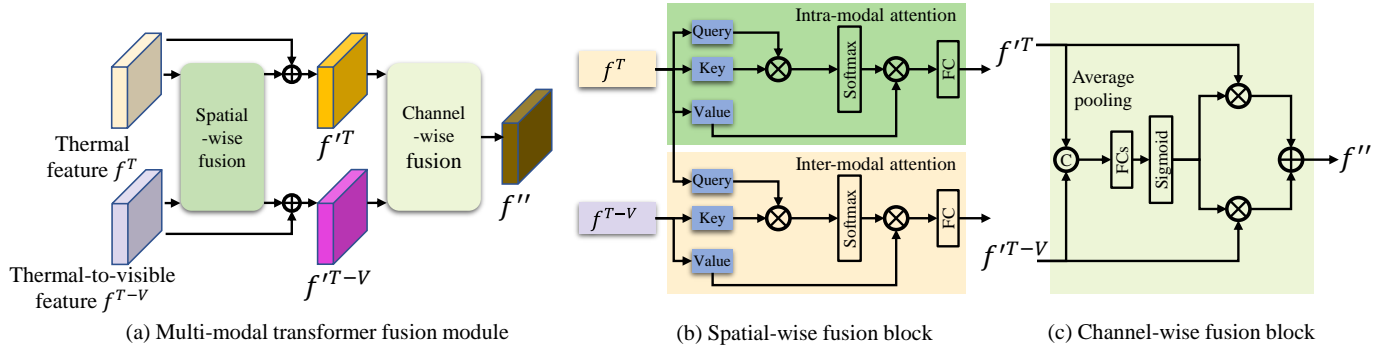 Thermal
feature f^T
Spatial
-wise
fusion
f'^T
Channel
-wise
fusion
f''
Thermal-to-visible
feature f^{T-V}
f'^{T-V}
(a) Multi-modal transformer fusion module
Intra-modal attention
f^T
Query
Key
Value
Softmax
FC
Inter-modal attention
f^{T-V}
Query
Key
Value
Softmax
FC
(b) Spatial-wise fusion block
f'^T
Average
pooling
C
FCs
Sigmoid
f''
f'^{T-V}
(c) Channel-wise fusion block